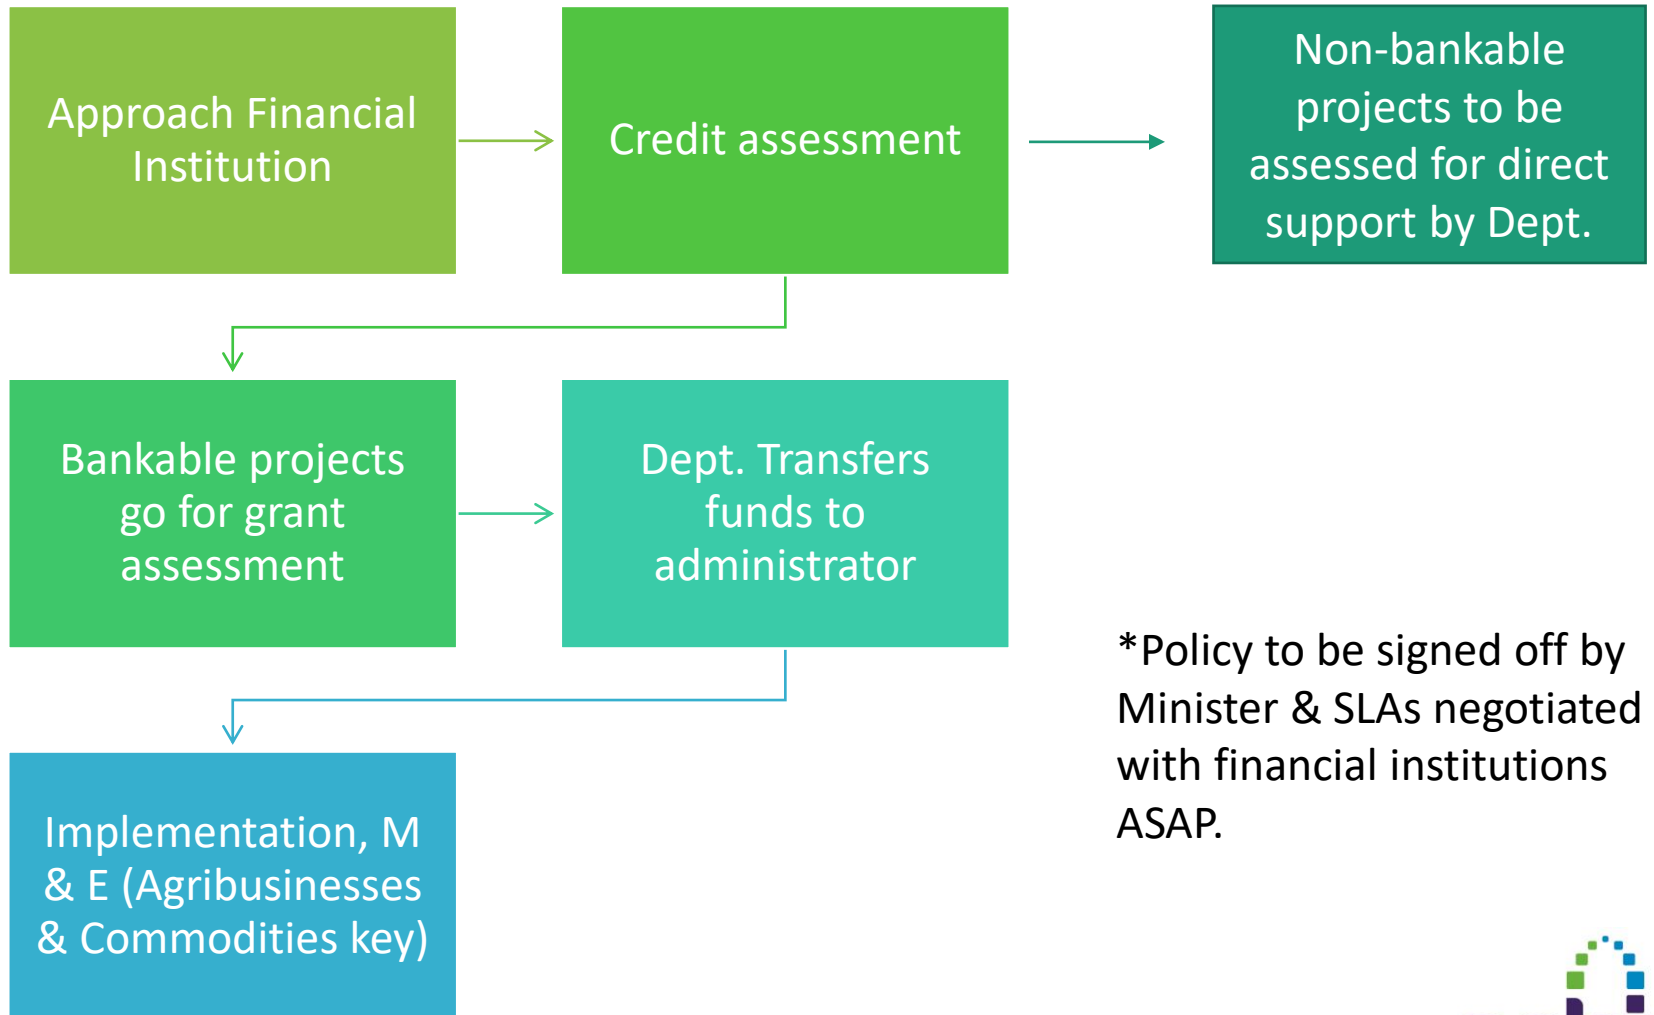 Approach Financial
Institution
Credit assessment
Non-bankable
projects to be
assessed for direct
support by Dept.
Bankable projects
go for grant
assessment
Dept. Transfers
funds to
administrator
Implementation, M
& E (Agribusinesses
& Commodities key)
*Policy to be signed off by
Minister & SLAs negotiated
with financial institutions
ASAP.